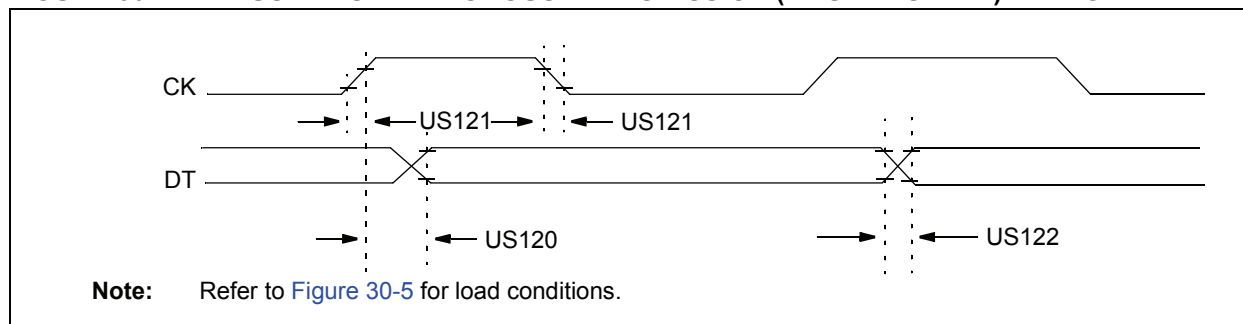 CK
US121
US121
DT
US120
US122
Note: Refer to Figure 30-5 for load conditions.